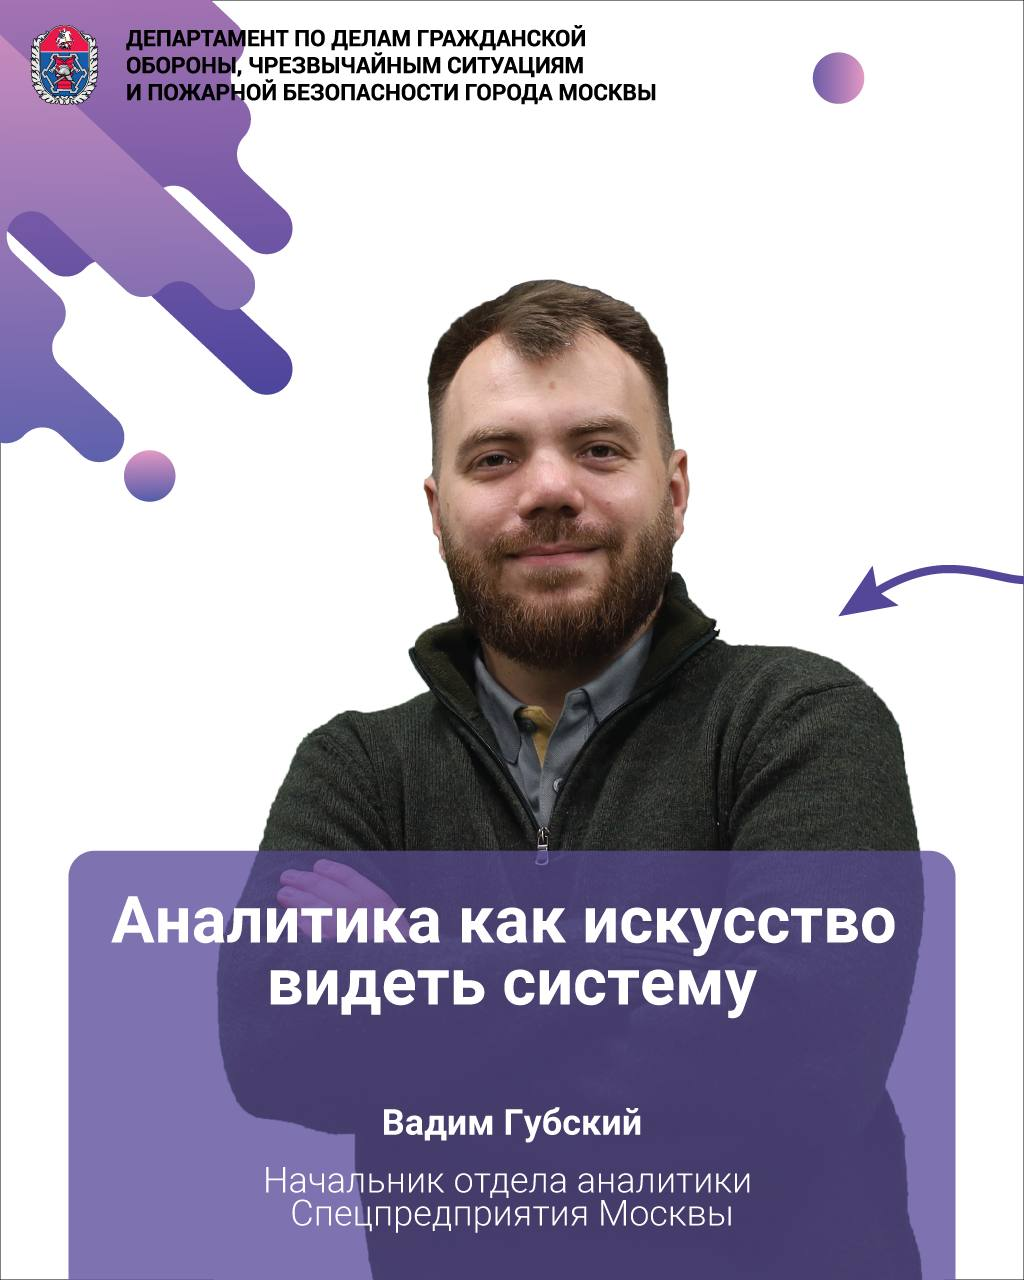 ДЕПАРТАМЕНТ ПО ДЕЛАМ ГРАЖДАНСКОЙ
ОБОРОНЫ, ЧРЕЗВЫЧАЙНЫМ СИТУАЦИЯМ
И ПОЖАРНОЙ БЕЗОПАСНОСТИ ГОРОДА МОСКВЫ
Аналитика как искусство
видеть систему
Вадим Губский
Начальник отдела аналитики
Спецпредприятия Москвы